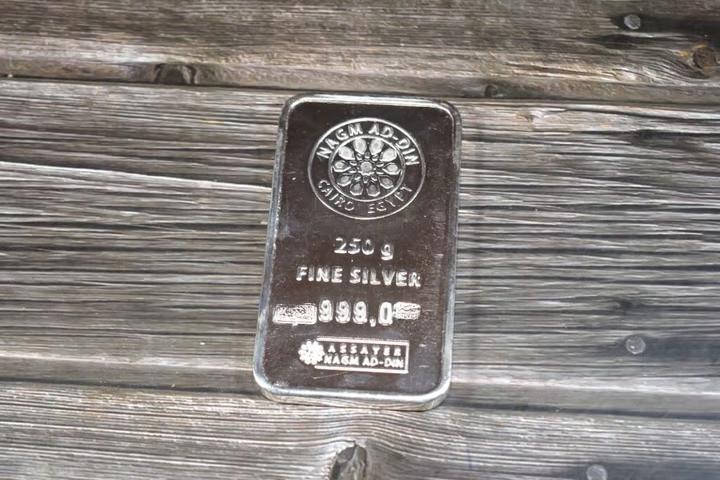 NAGM AD-DIN
CAIRO EGYPT
250 g
FINE SILVER
999,0
ASSAYER
NAGM AD-DIN